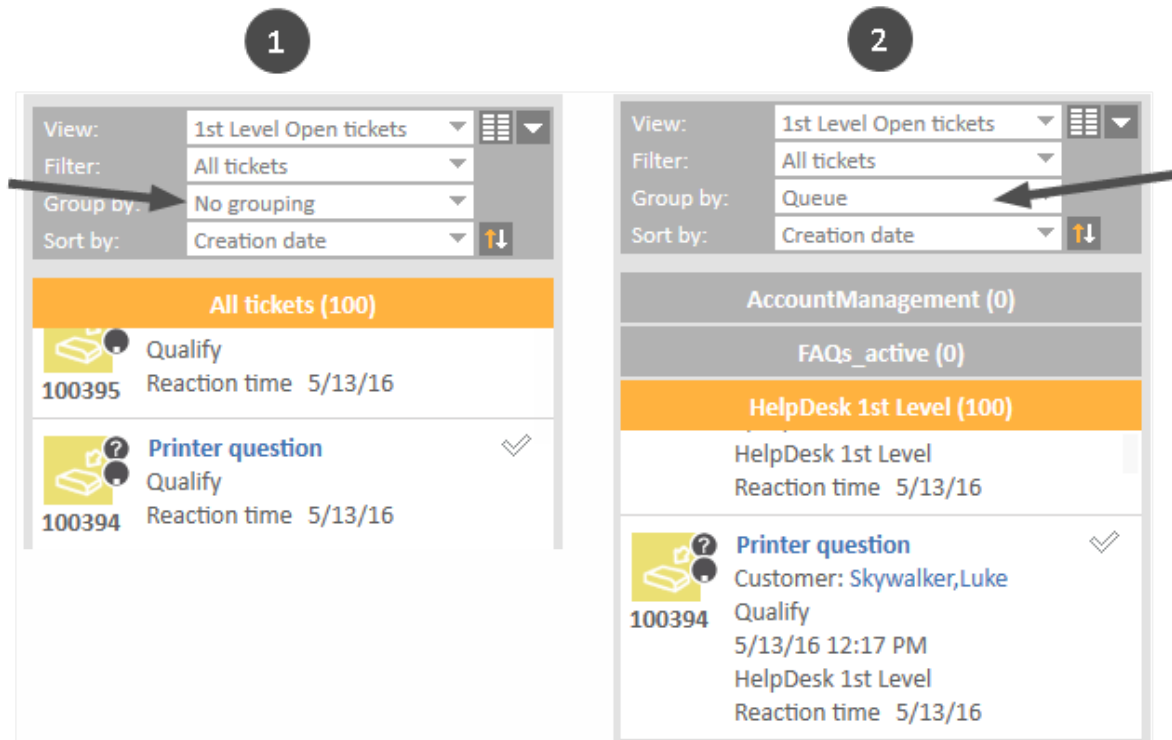 1
View: 1st Level Open tickets
Filter: All tickets
Group by: No grouping
Sort by: Creation date
All tickets (100)
Qualify
100395 Reaction time 5/13/16
? Printer question
Qualify
100394 Reaction time 5/13/16
2
View: 1st Level Open tickets
Filter: All tickets
Group by: Queue
Sort by: Creation date
AccountManagement (0)
FAQs_active (0)
HelpDesk 1st Level (100)
HelpDesk 1st Level
Reaction time 5/13/16
? Printer question
Customer: Skywalker,Luke
100394 Qualify
5/13/16 12:17 PM
HelpDesk 1st Level
Reaction time 5/13/16